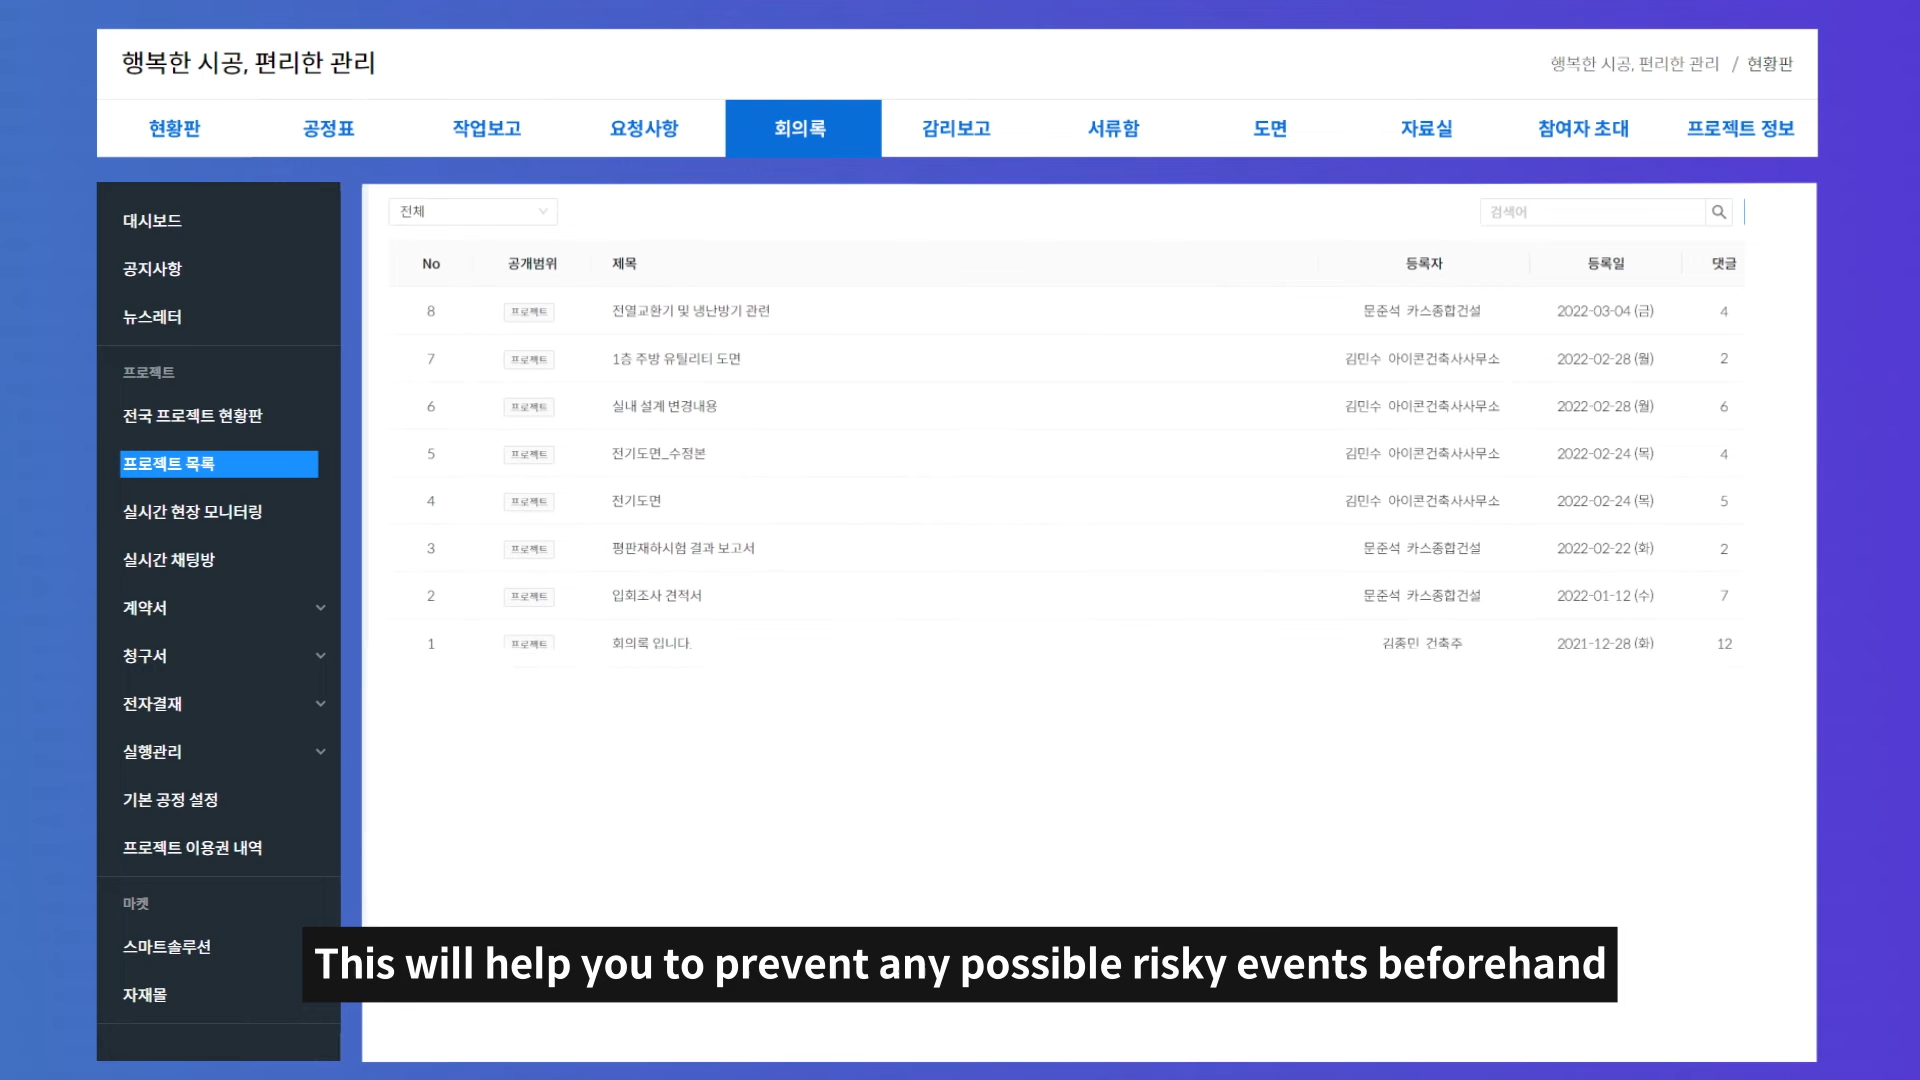 행복한 시공, 편리한 관리
행복한 시공, 편리한 관리 / 현황판
현황판 공정표 작업보고 요청사항 회의록 감리보고 서류함 도면 자료실 참여자 초대 프로젝트 정보
대시보드
공지사항
뉴스레터
프로젝트
전국 프로젝트 현황판
프로젝트 목록
실시간 현장 모니터링
실시간 채팅방
계약서
청구서
전자결재
실행관리
기본 공정 설정
프로젝트 이용권 내역
마켓
스마트솔루션
자재몰
전체
검색어
No 공개범위 제목 등록자 등록일 댓글
8 프로젝트 전열교환기 및 냉난방기 관련 문준석 카스종합건설 2022-03-04 (금) 4
7 프로젝트 1층 주방 유틸리티 도면 김민수 아이콘건축사사무소 2022-02-28 (월) 2
6 프로젝트 실내 설계 변경내용 김민수 아이콘건축사사무소 2022-02-28 (월) 6
5 프로젝트 전기도면_수정본 김민수 아이콘건축사사무소 2022-02-24 (목) 4
4 프로젝트 전기도면 김민수 아이콘건축사사무소 2022-02-24 (목) 5
3 프로젝트 평판재하시험 결과 보고서 문준석 카스종합건설 2022-02-22 (화) 2
2 프로젝트 입회조사 견적서 문준석 카스종합건설 2022-01-12 (수) 7
1 프로젝트 회의록 입니다. 김종민 건축주 2021-12-28 (화) 12
This will help you to prevent any possible risky events beforehand